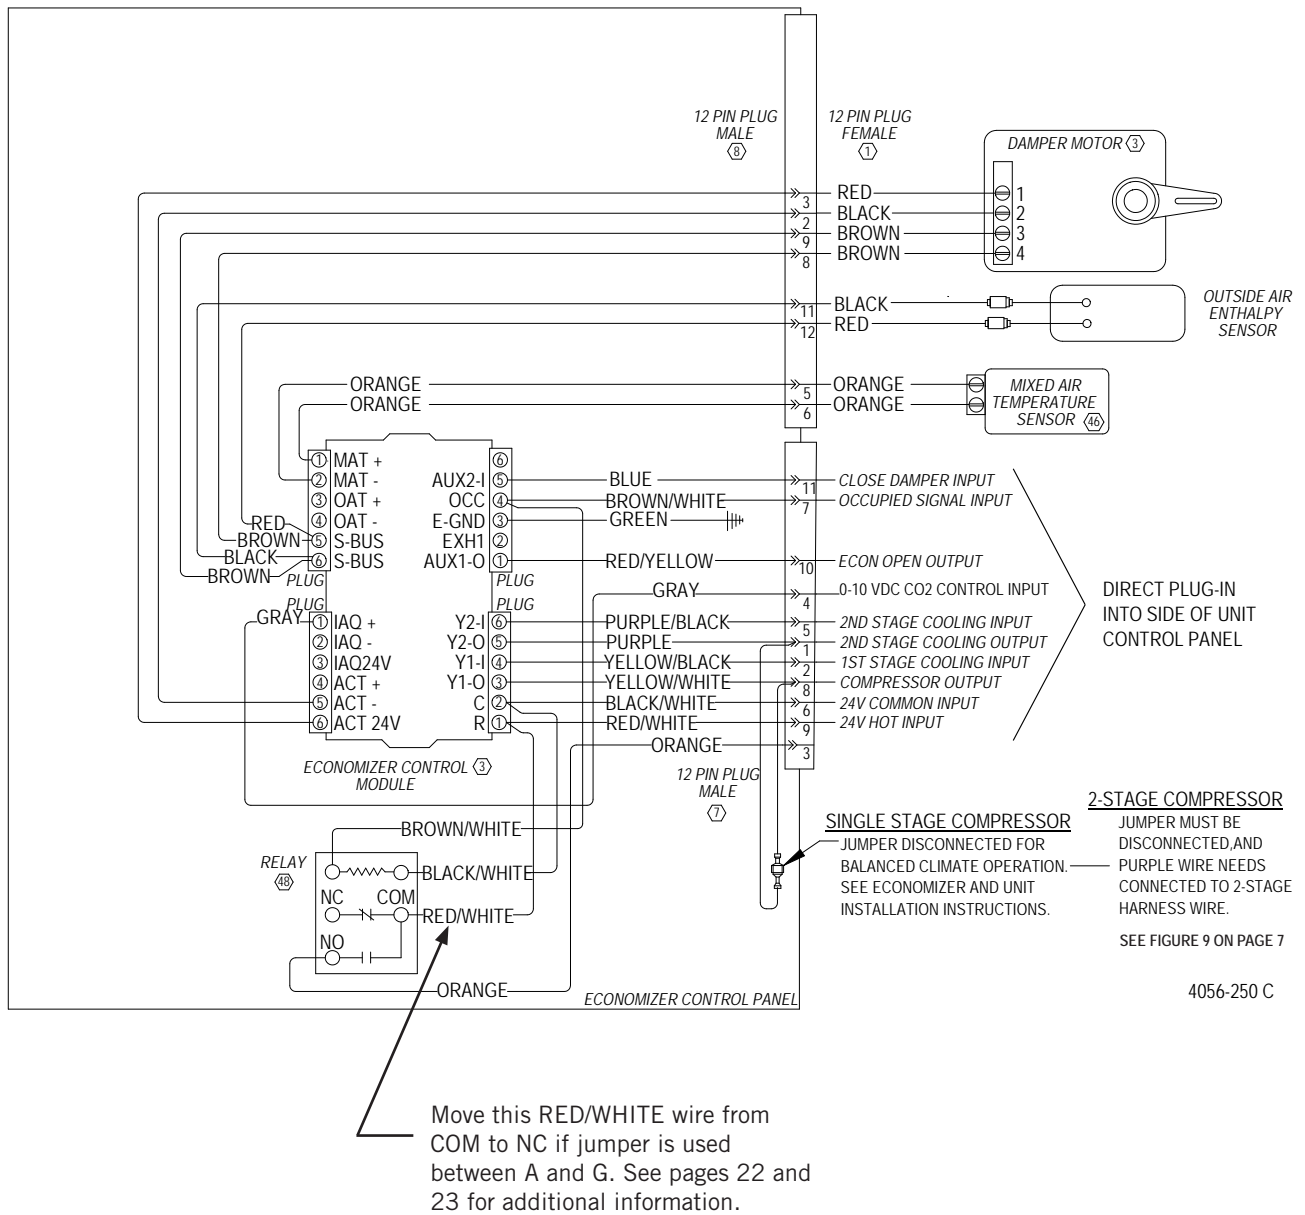 12 PIN PLUG
MALE
8
12 PIN PLUG
FEMALE
1
DAMPER MOTOR 3
RED
3
1
BLACK
2
2
BROWN
9
3
BROWN
8
4
BLACK
11
RED
12
OUTSIDE AIR
ENTHALPY
SENSOR
ORANGE
5
ORANGE
ORANGE
6
ORANGE
MIXED AIR
TEMPERATURE
SENSOR 46
1 MAT +
2 MAT -
3 OAT +
4 OAT -
5 S-BUS
6 S-BUS
RED
BROWN
BLACK
BROWN
PLUG
6
AUX2-I 5
OCC 4
E-GND 3
EXH1 2
AUX1-O 1
PLUG
BLUE
11
CLOSE DAMPER INPUT
BROWN/WHITE
7
OCCUPIED SIGNAL INPUT
GREEN
RED/YELLOW
10
ECON OPEN OUTPUT
GRAY
4
0-10 VDC CO2 CONTROL INPUT
PLUG
GRAY
1 IAQ +
2 IAQ -
3 IAQ24V
4 ACT +
5 ACT -
6 ACT 24V
PLUG
Y2-I 6
Y2-O 5
Y1-I 4
Y1-O 3
C 2
R 1
PURPLE/BLACK
5
2ND STAGE COOLING INPUT
PURPLE
1
2ND STAGE COOLING OUTPUT
YELLOW/BLACK
2
1ST STAGE COOLING INPUT
YELLOW/WHITE
8
COMPRESSOR OUTPUT
BLACK/WHITE
6
24V COMMON INPUT
RED/WHITE
9
24V HOT INPUT
ORANGE
3
DIRECT PLUG-IN
INTO SIDE OF UNIT
CONTROL PANEL
ECONOMIZER CONTROL 3
MODULE
12 PIN PLUG
MALE
7
BROWN/WHITE
RELAY
48
BLACK/WHITE
NC
COM
RED/WHITE
NO
ORANGE
ECONOMIZER CONTROL PANEL
SINGLE STAGE COMPRESSOR
JUMPER DISCONNECTED FOR
BALANCED CLIMATE OPERATION.
SEE ECONOMIZER AND UNIT
INSTALLATION INSTRUCTIONS.
2-STAGE COMPRESSOR
JUMPER MUST BE
DISCONNECTED,AND
PURPLE WIRE NEEDS
CONNECTED TO 2-STAGE
HARNESS WIRE.
SEE FIGURE 9 ON PAGE 7
4056-250 C
Move this RED/WHITE wire from
COM to NC if jumper is used
between A and G. See pages 22 and
23 for additional information.